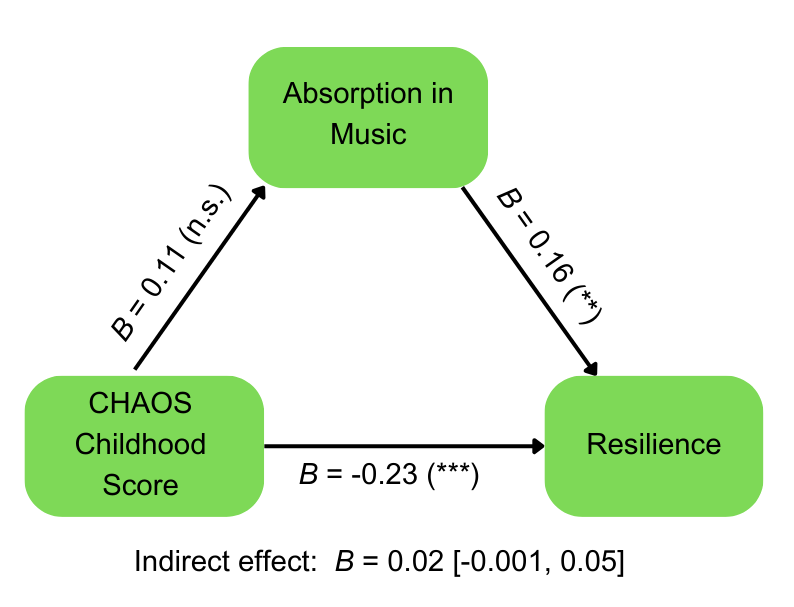 Absorption in
Music
B = 0.11 (n.s.)
B = 0.16 (**)
CHAOS
Childhood
Score
Resilience
B = -0.23 (***)
Indirect effect:  B = 0.02 [-0.001, 0.05]